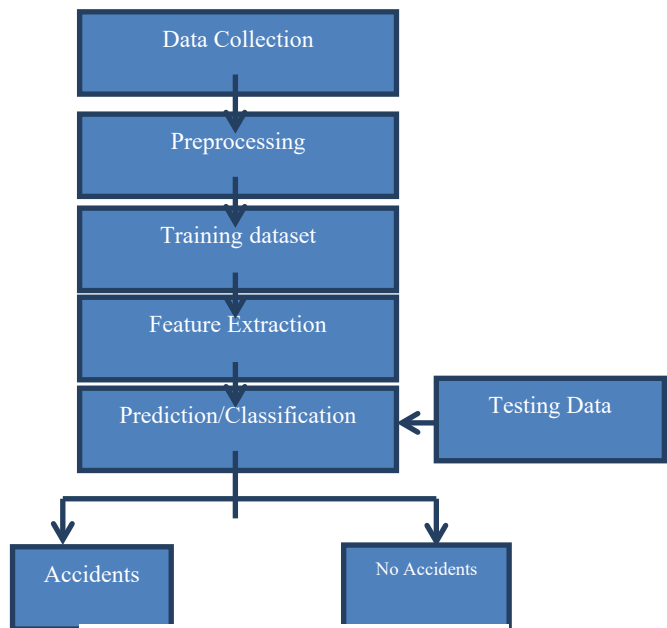 Data Collection
Preprocessing
Training dataset
Feature Extraction
Prediction/Classification
Testing Data
Accidents
No Accidents